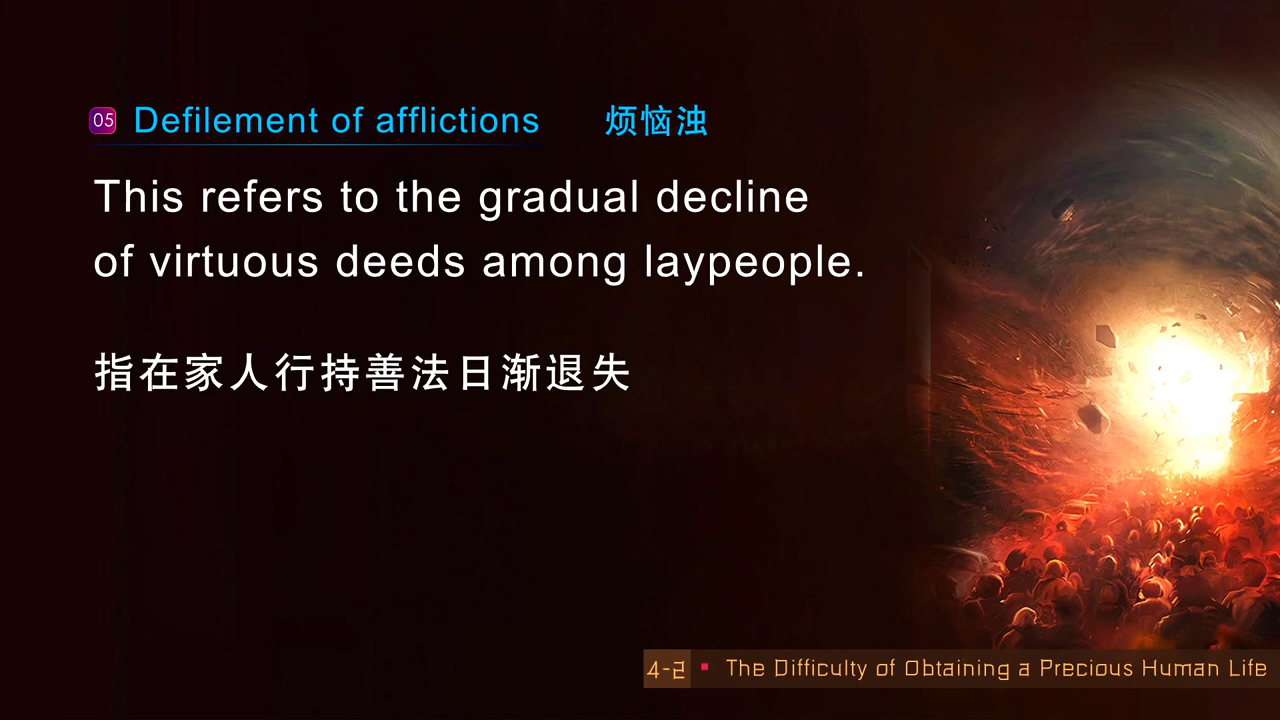 05 Defilement of afflictions 烦恼浊
This refers to the gradual decline
of virtuous deeds among laypeople.
指在家人行持善法日渐退失
4-2 ▪ The Difficulty of Obtaining a Precious Human Life